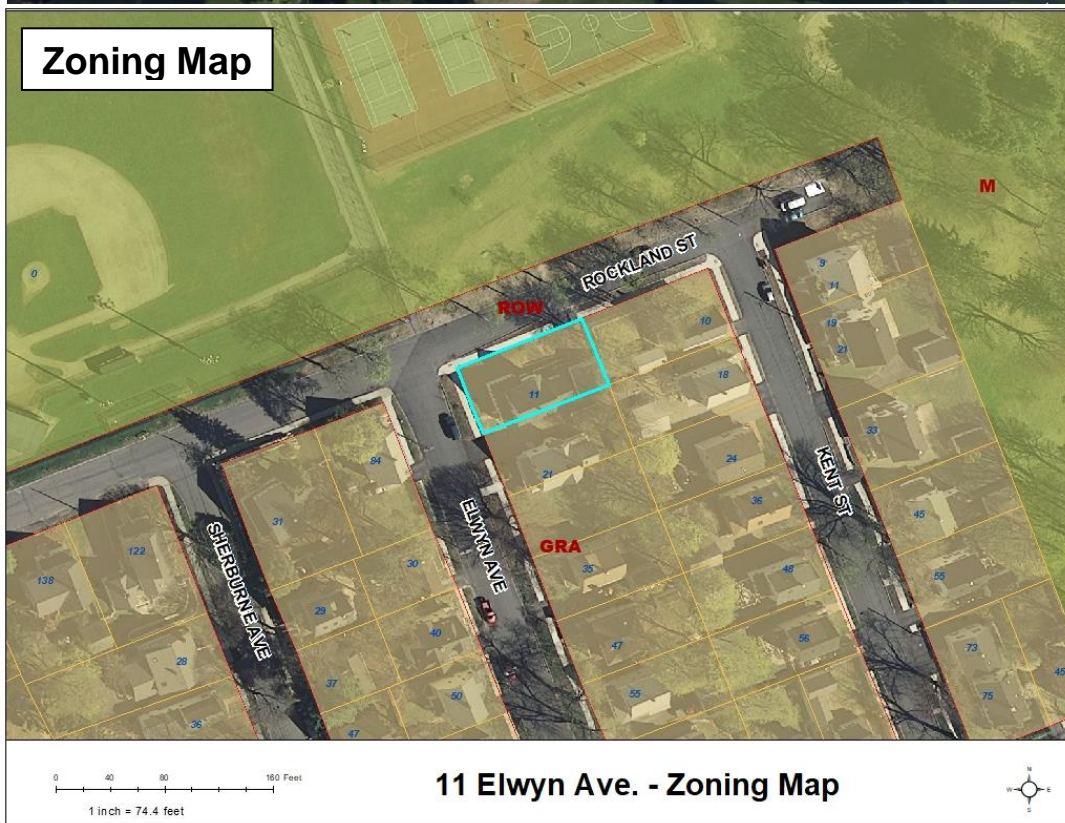 Zoning Map
M
0
ROCKLAND ST
ROW
9
11
10
19
21
18
11
33
84
21
24
KENT ST
36
31
ELWYN AVE
GRA
45
122
SHERBURNE AVE
35
138
30
48
55
29
40
56
47
73
28
37
45
50
55
75
36
47
0 40 80 160 Feet
1 inch = 74.4 feet
11 Elwyn Ave. - Zoning Map
N
W E
S